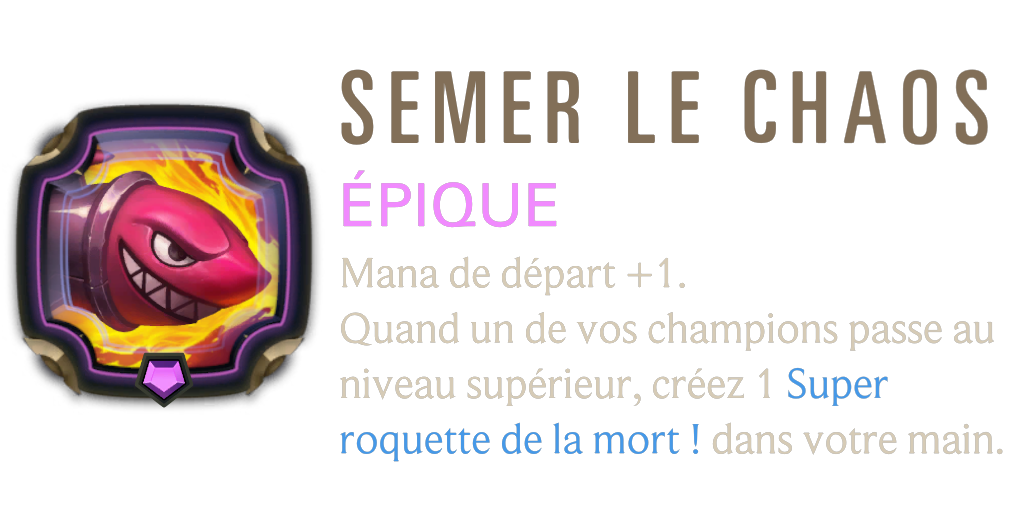 SEMER LE CHAOS
ÉPIQUE
Mana de départ +1.
Quand un de vos champions passe au
niveau supérieur, créez 1 Super
roquette de la mort ! dans votre main.